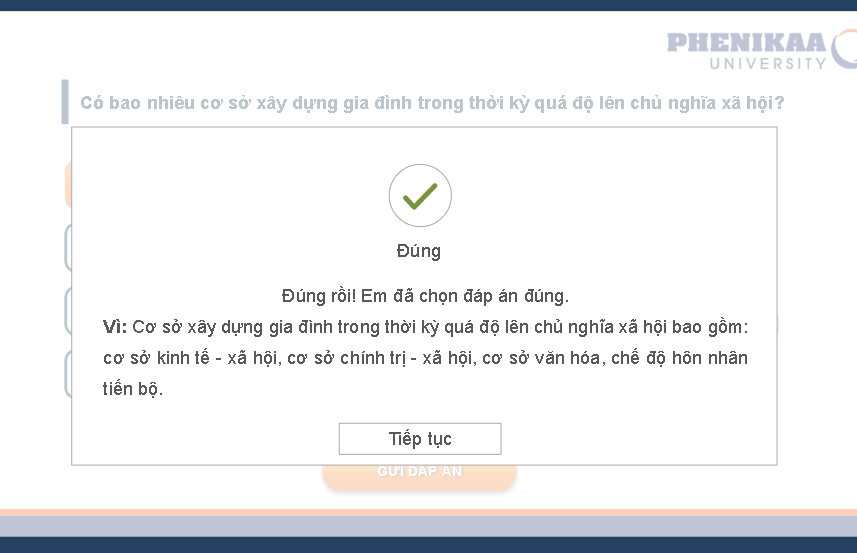 PHENIKAA
UNIVERSITY
Có bao nhiêu cơ sở xây dựng gia đình trong thời kỳ quá độ lên chủ nghĩa xã hội?
Đúng
Đúng rồi! Em đã chọn đáp án đúng.
Vì: Cơ sở xây dựng gia đình trong thời kỳ quá độ lên chủ nghĩa xã hội bao gồm:
cơ sở kinh tế - xã hội, cơ sở chính trị - xã hội, cơ sở văn hóa, chế độ hôn nhân
tiến bộ.
Tiếp tục
GỬI ĐÁP ÁN